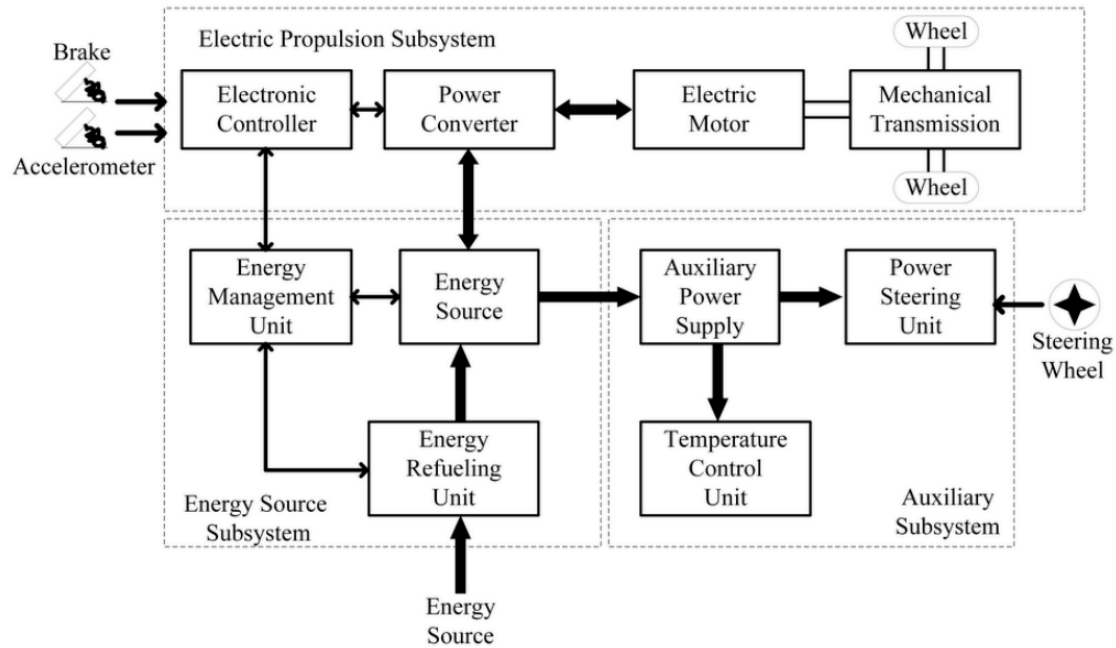 Electric Propulsion Subsystem
Wheel
Brake
Electronic
Controller
Power
Converter
Electric
Motor
Mechanical
Transmission
Accelerometer
Wheel
Energy
Management
Unit
Energy
Source
Auxiliary
Power
Supply
Power
Steering
Unit
Steering
Wheel
Energy
Refueling
Unit
Temperature
Control
Unit
Energy Source
Subsystem
Auxiliary
Subsystem
Energy
Source